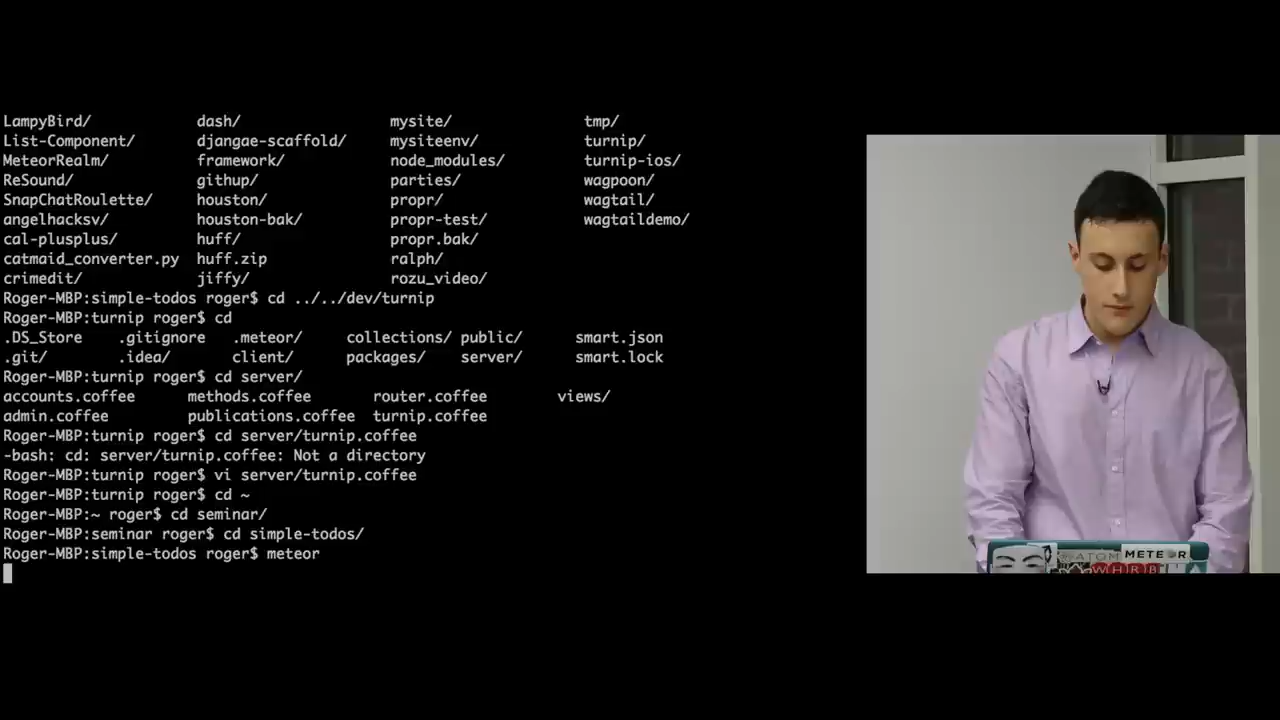 LampyBird/ dash/ mysite/ tmp/
List-Component/ djangae-scaffold/ mysiteenv/ turnip/
MeteorRealm/ framework/ node_modules/ turnip-ios/
ReSound/ githup/ parties/ wagpoon/
SnapChatRoulette/ houston/ propr/ wagtail/
angelhacksv/ houston-bak/ propr-test/ wagtaildemo/
cal-plusplus/ huff/ propr.bak/
catmaid_converter.py huff.zip ralph/
crimedit/ jiffy/ rozu_video/
Roger-MBP:simple-todos roger$ cd ../../dev/turnip
Roger-MBP:turnip roger$ cd
.DS_Store .gitignore .meteor/ collections/ public/ smart.json
.git/ .idea/ client/ packages/ server/ smart.lock
Roger-MBP:turnip roger$ cd server/
accounts.coffee methods.coffee router.coffee views/
admin.coffee publications.coffee turnip.coffee
Roger-MBP:turnip roger$ cd server/turnip.coffee
-bash: cd: server/turnip.coffee: Not a directory
Roger-MBP:turnip roger$ vi server/turnip.coffee
Roger-MBP:turnip roger$ cd ~
Roger-MBP:~ roger$ cd seminar/
Roger-MBP:seminar roger$ cd simple-todos/
Roger-MBP:simple-todos roger$ meteor
ATOM METEOR
WHRB